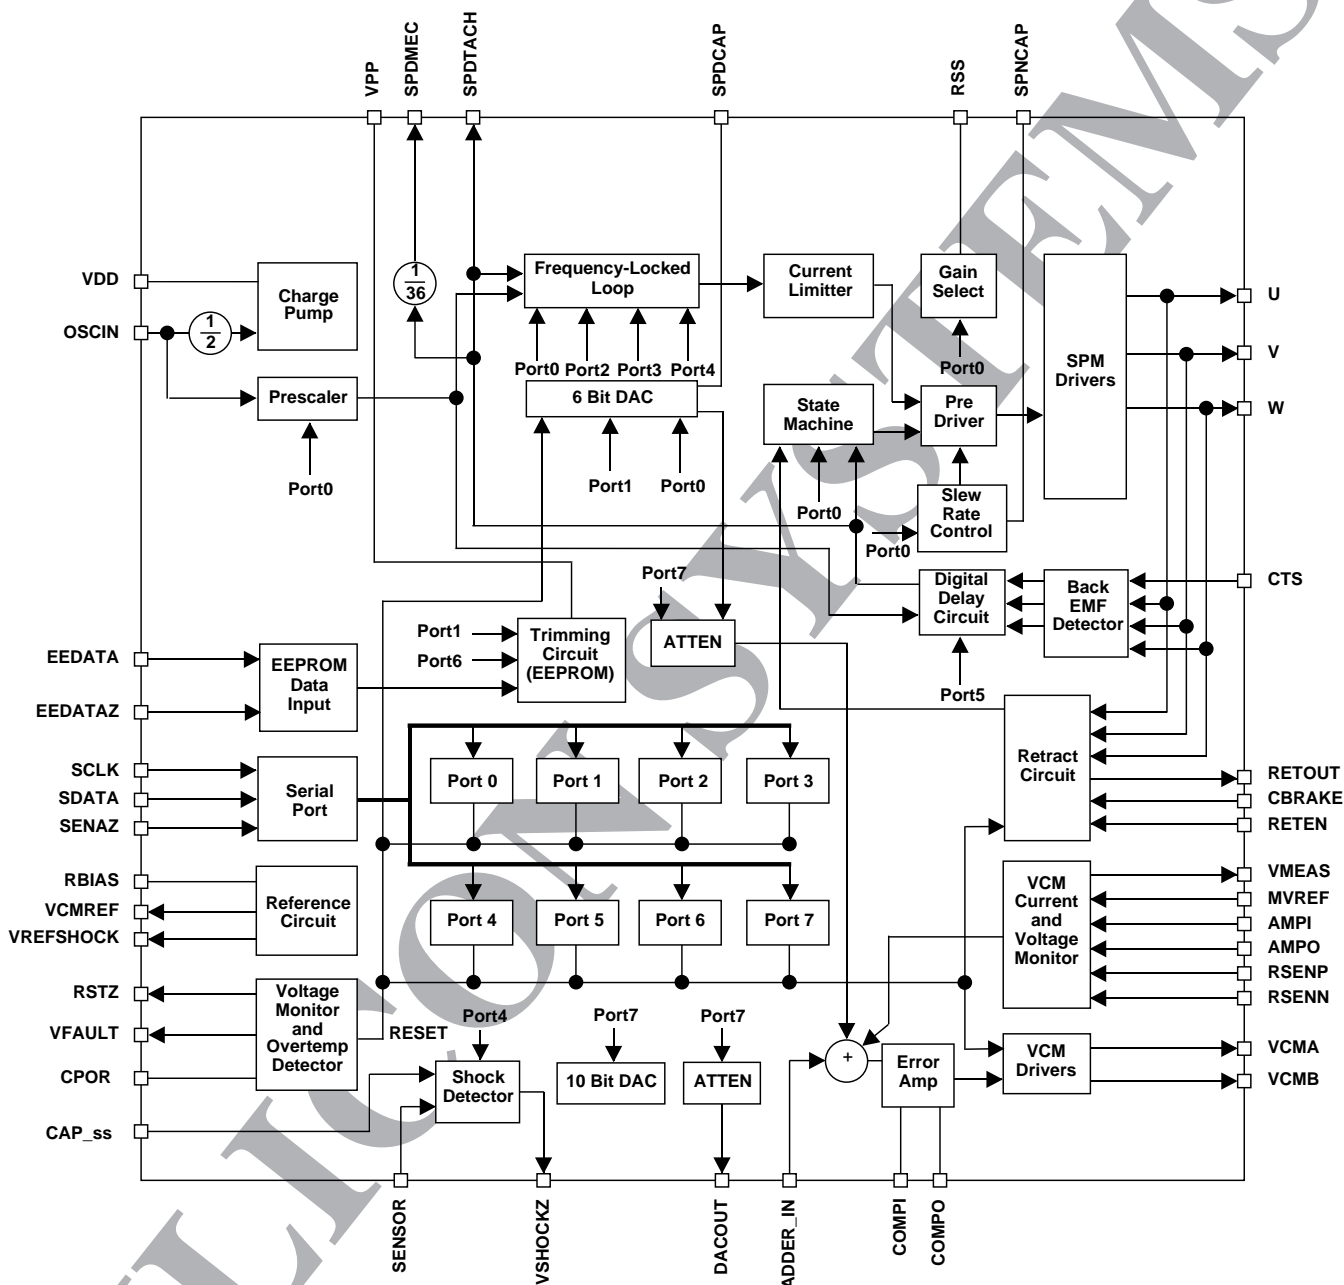 VPP
SPDMEC
SPDTACH
SPDCAP
RSS
SPNCAP
VDD
OSCIN
1
2
Charge
Pump
Prescaler
Port0
1
36
Frequency-Locked
Loop
Port0 Port2 Port3 Port4
6 Bit DAC
Port1
Port0
Current
Limitter
Gain
Select
Port0
State
Machine
Port0
Pre
Driver
Slew
Rate
Control
Port0
SPM
Drivers
U
V
W
CTS
Port7
ATTEN
Digital
Delay
Circuit
Port5
Back
EMF
Detector
EEDATA
EEDATAZ
EEPROM
Data
Input
Port1
Port6
Trimming
Circuit
(EEPROM)
SCLK
SDATA
SENAZ
Serial
Port
Port 0
Port 1
Port 2
Port 3
Retract
Circuit
RETOUT
CBRAKE
RETEN
RBIAS
VCMREF
VREFSHOCK
Reference
Circuit
Port 4
Port 5
Port 6
Port 7
VCM
Current
and
Voltage
Monitor
VMEAS
MVREF
AMPI
AMPO
RSENP
RSENN
RSTZ
VFAULT
CPOR
Voltage
Monitor
and
Overtemp
Detector
RESET
Port4
Shock
Detector
Port7
10 Bit DAC
Port7
ATTEN
+
Error
Amp
VCM
Drivers
VCMA
VCMB
CAP_ss
SENSOR
VSHOCKZ
DACOUT
ADDER_IN
COMPI
COMPO
LICON SYSTEMS